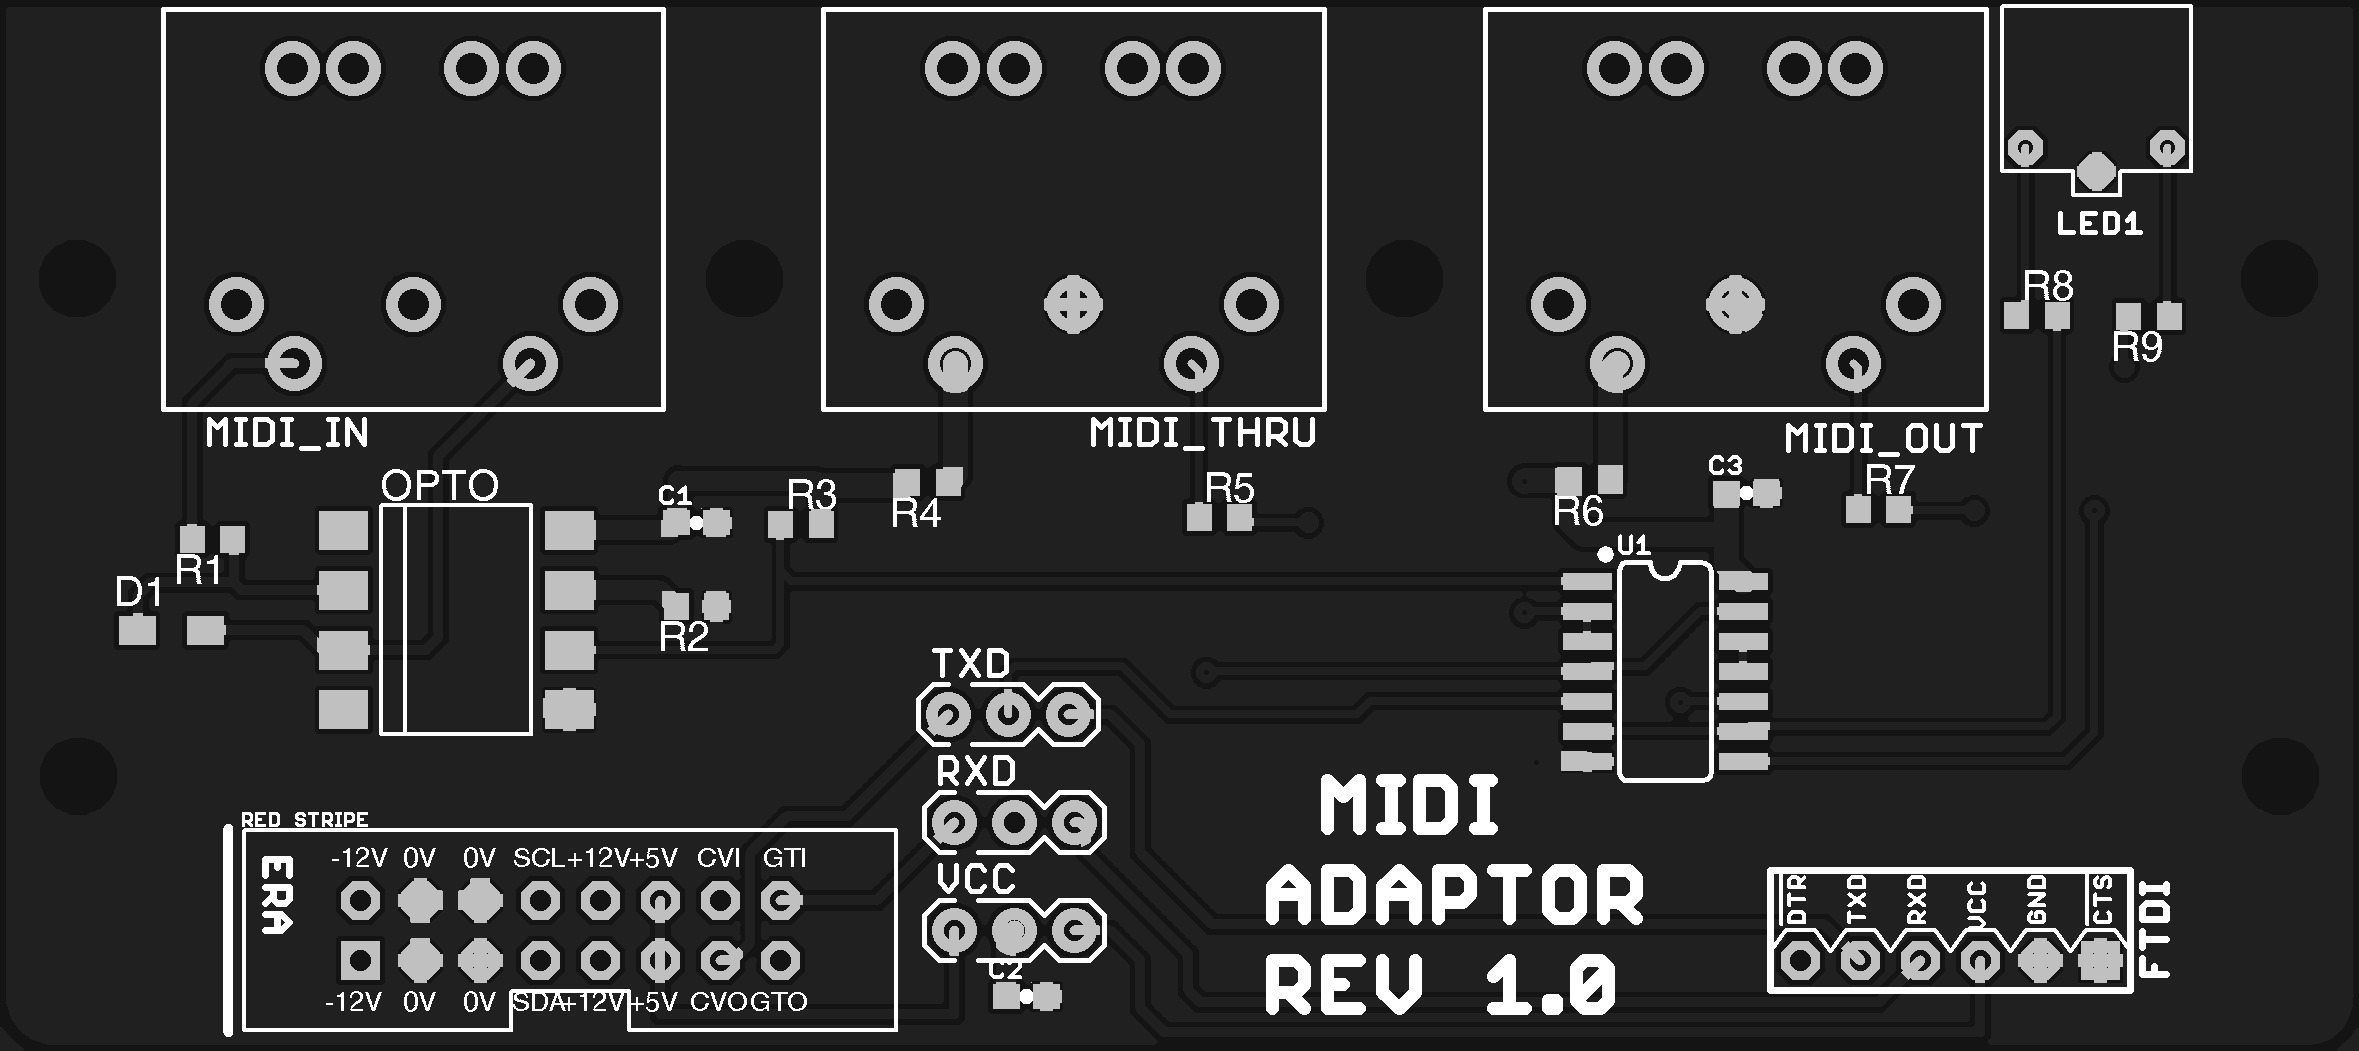 LED1
R8
R9
MIDI_IN
MIDI_THRU
MIDI_OUT
OPTO
C1
R3
R4
R5
R6
C3
R7
U1
R1
D1
R2
TXD
RXD
VCC
C2
MIDI
ADAPTOR
REV 1.0
RED STRIPE
ERA
-12V 0V 0V SCL +12V +5V CVI GTI
-12V 0V 0V SDA +12V +5V CVO GTO
DTR TXD RXD VCC GND CTS
FTDI